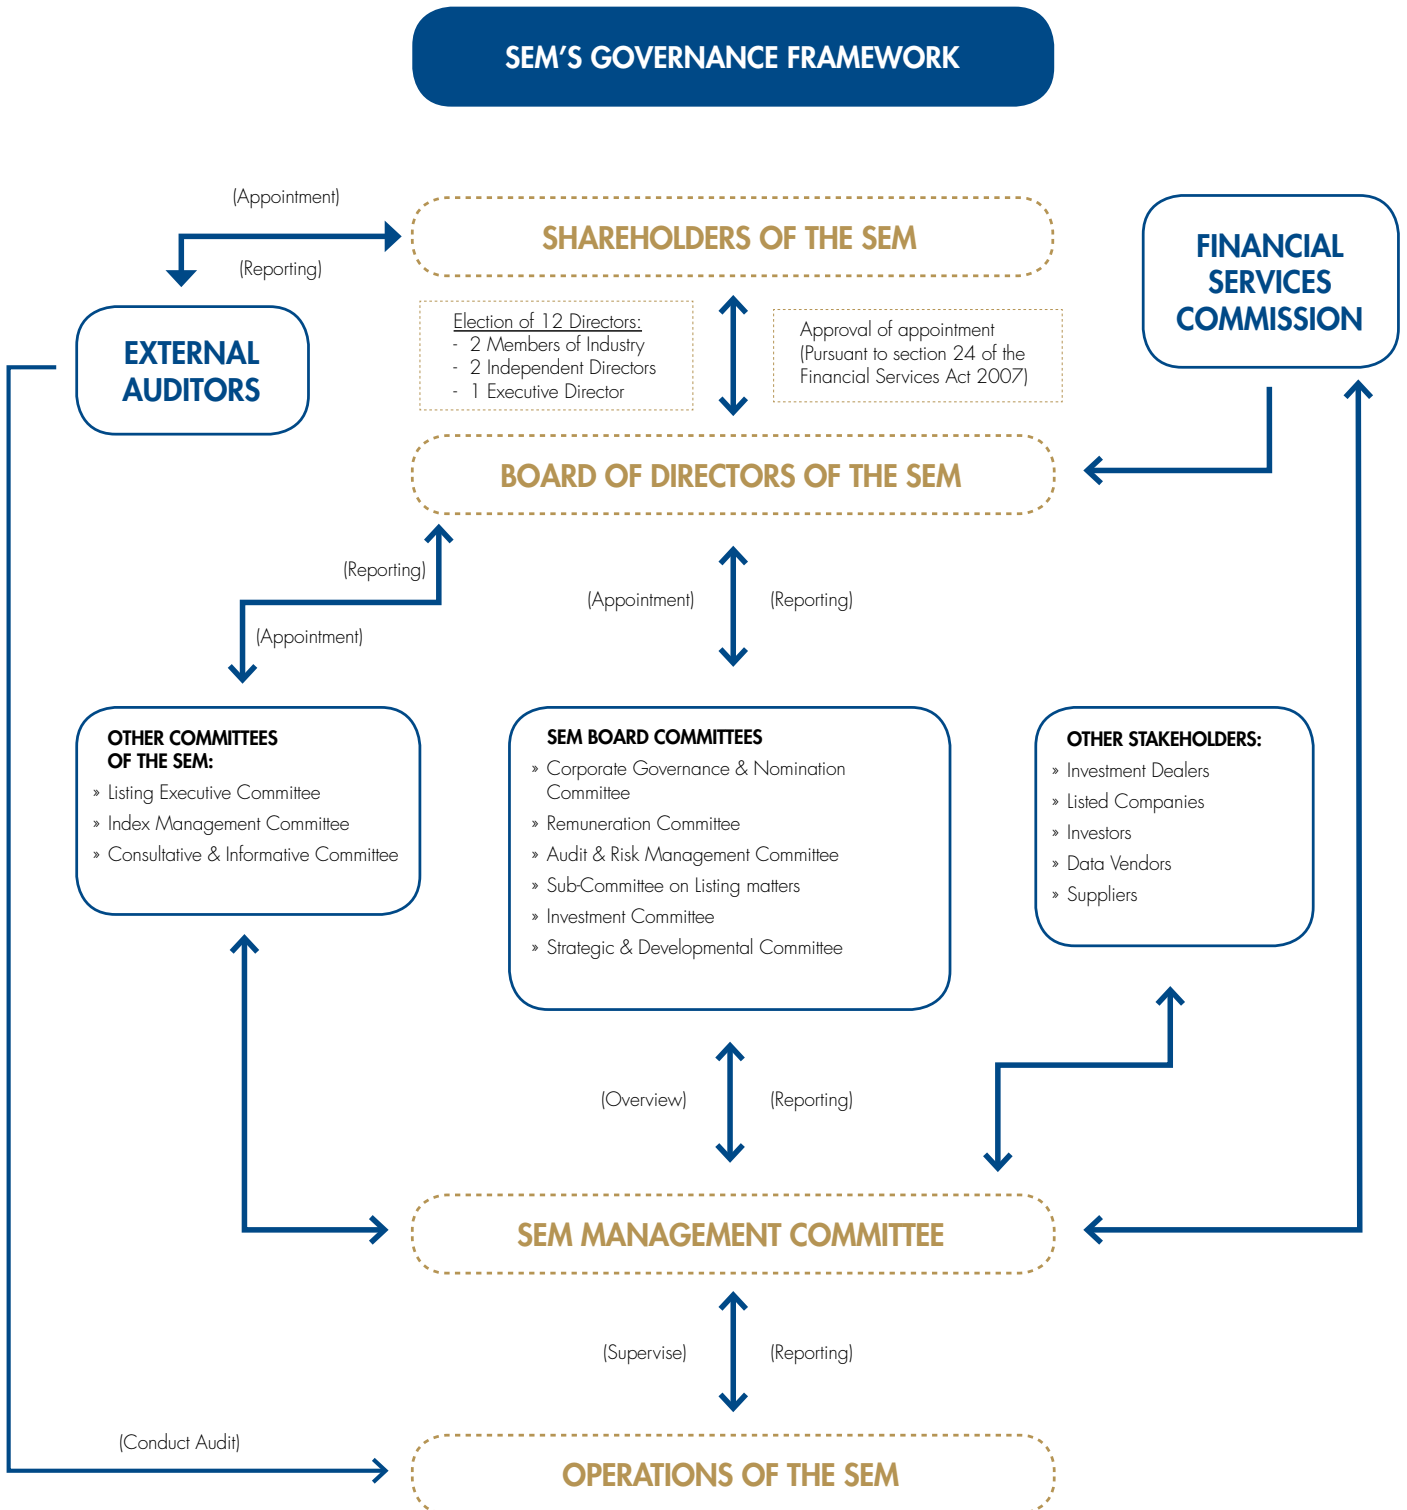 SEM'S GOVERNANCE FRAMEWORK
(Appointment)
SHAREHOLDERS OF THE SEM
(Reporting)
FINANCIAL
SERVICES
COMMISSION
EXTERNAL
AUDITORS
Election of 12 Directors:
- 2 Members of Industry
- 2 Independent Directors
- 1 Executive Director
Approval of appointment
(Pursuant to section 24 of the
Financial Services Act 2007)
BOARD OF DIRECTORS OF THE SEM
(Reporting)
(Appointment)
(Appointment)
(Reporting)
OTHER COMMITTEES
OF THE SEM:
» Listing Executive Committee
» Index Management Committee
» Consultative & Informative Committee
SEM BOARD COMMITTEES
» Corporate Governance & Nomination
Committee
» Remuneration Committee
» Audit & Risk Management Committee
» Sub-Committee on Listing matters
» Investment Committee
» Strategic & Developmental Committee
OTHER STAKEHOLDERS:
» Investment Dealers
» Listed Companies
» Investors
» Data Vendors
» Suppliers
(Overview)
(Reporting)
SEM MANAGEMENT COMMITTEE
(Supervise)
(Reporting)
(Conduct Audit)
OPERATIONS OF THE SEM